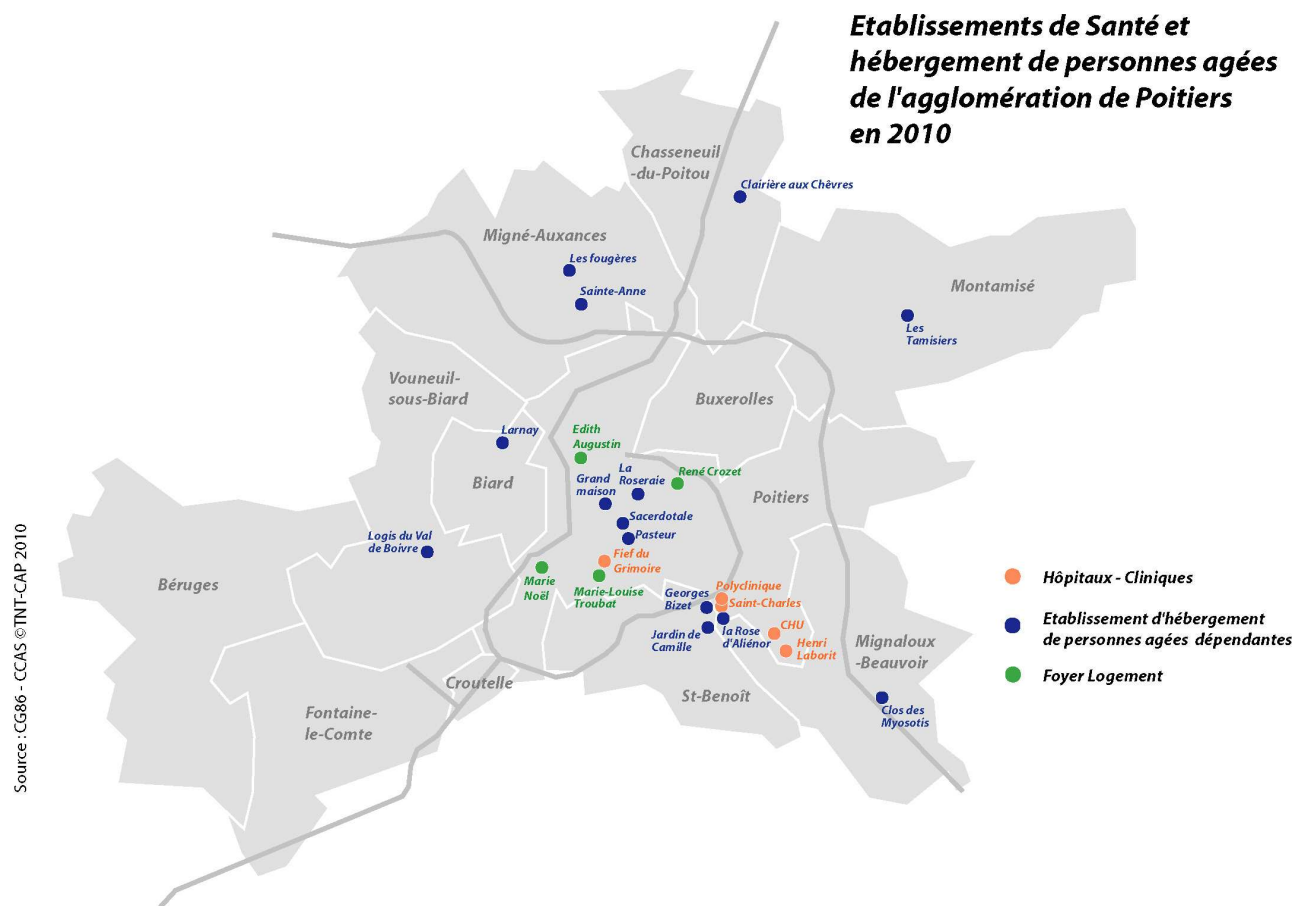 Etablissements de Santé et
hébergement de personnes agées
de l'agglomération de Poitiers
en 2010
Chasseneuil
-du-Poitou
Clairière aux Chêvres
Migné-Auxances
Les fougères
Sainte-Anne
Montamisé
Les
Tamisiers
Vouneuil-
sous-Biard
Buxerolles
Larnay
Edith
Augustin
La
Roseraie
René Crozet
Grand
maison
Biard
Poitiers
Sacerdotale
Pasteur
Logis du Val
de Boivre
Fief du
Grimoire
Béruges
Marie
Noël
Marie-Louise
Troubat
Polyclinique
Saint-Charles
Georges
Bizet
Jardin de
Camille
la Rose
d'Aliénor
CHU
Henri
Laborit
Mignaloux
-Beauvoir
Croutelle
St-Benoît
Fontaine-
le-Comte
Clos des
Myosotis
Hôpitaux - Cliniques
Etablissement d'hébergement
de personnes agées dépendantes
Foyer Logement
Source : CG86 - CCAS ©TNT-CAP 2010